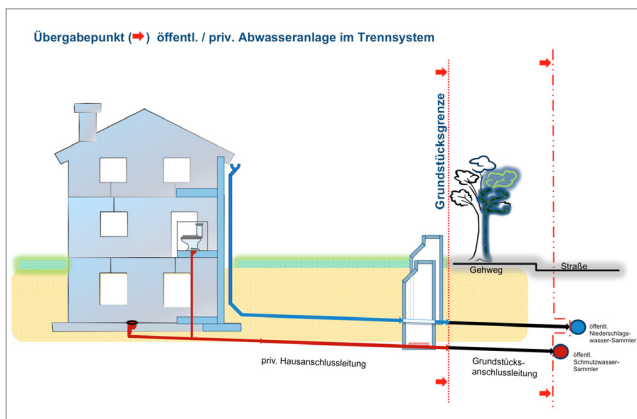 Übergabepunkt (➡) öffentl. / priv. Abwasseranlage im Trennsystem
Grundstücksgrenze
Gehweg
Straße
öffentl.
Niederschlags-
wasser-Sammler
öffentl.
Schmutzwasser-
Sammler
priv. Hausanschlussleitung
Grundstücks-
anschlussleitung